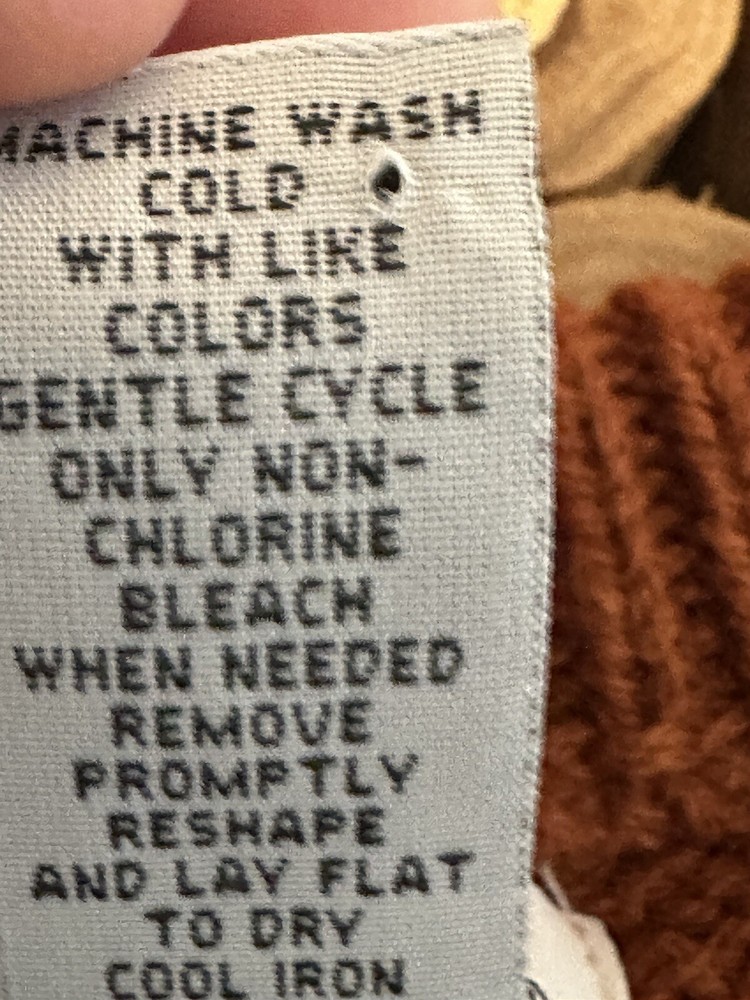 MACHINE WASH
COLD
WITH LIKE
COLORS
GENTLE CYCLE
ONLY NON-
CHLORINE
BLEACH
WHEN NEEDED
REMOVE
PROMPTLY
RESHAPE
AND LAY FLAT
TO DRY
COOL IRON